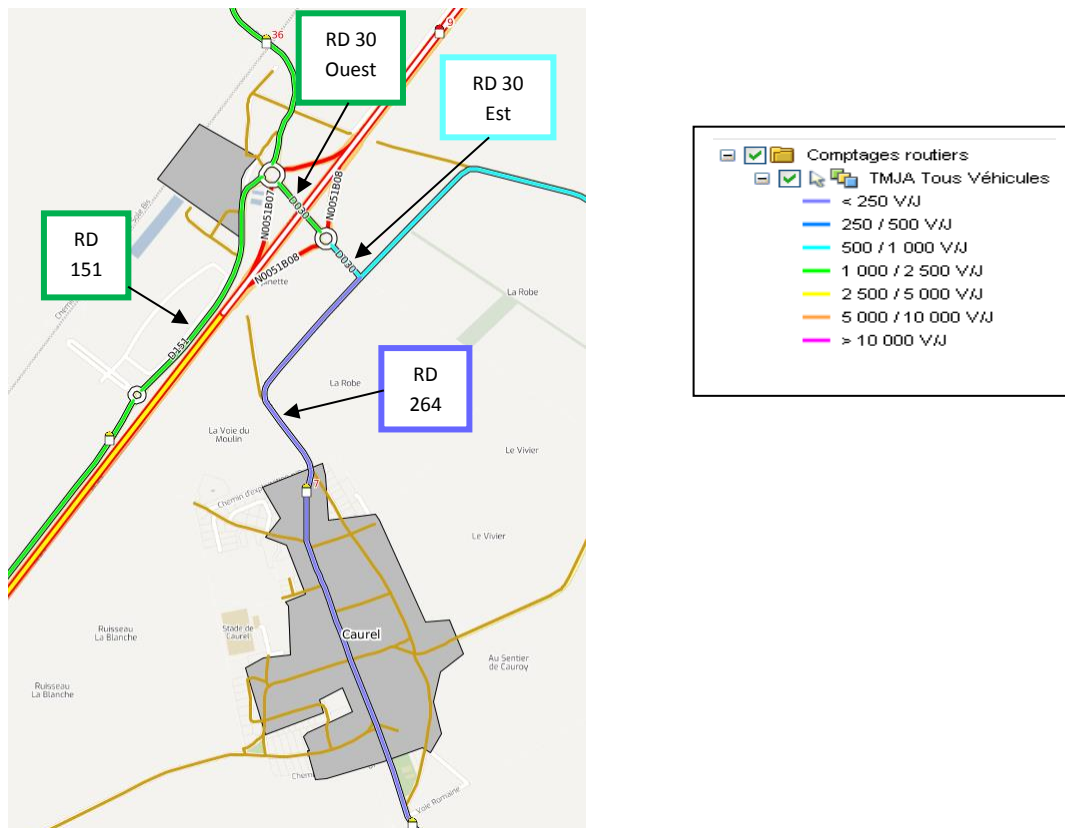 36
9
RD 30
Ouest
RD 30
Est
D030
N0051B08
N0051B07
D030
N0051B08
La Robe
RD
151
D151
La Robe
RD
264
La Voie du
Moulin
Le Vivier
7
Chemin d'exp
Le Vivier
Ruisseau
La Blanche
Stade de
Caurel
Caurel
Au Sentier
de Cauroy
Ruisseau
La Blanche
Chem
Voie Romaine
Comptages routiers
TMJA Tous Véhicules
< 250 V/J
250 / 500 V/J
500 / 1 000 V/J
1 000 / 2 500 V/J
2 500 / 5 000 V/J
5 000 / 10 000 V/J
> 10 000 V/J